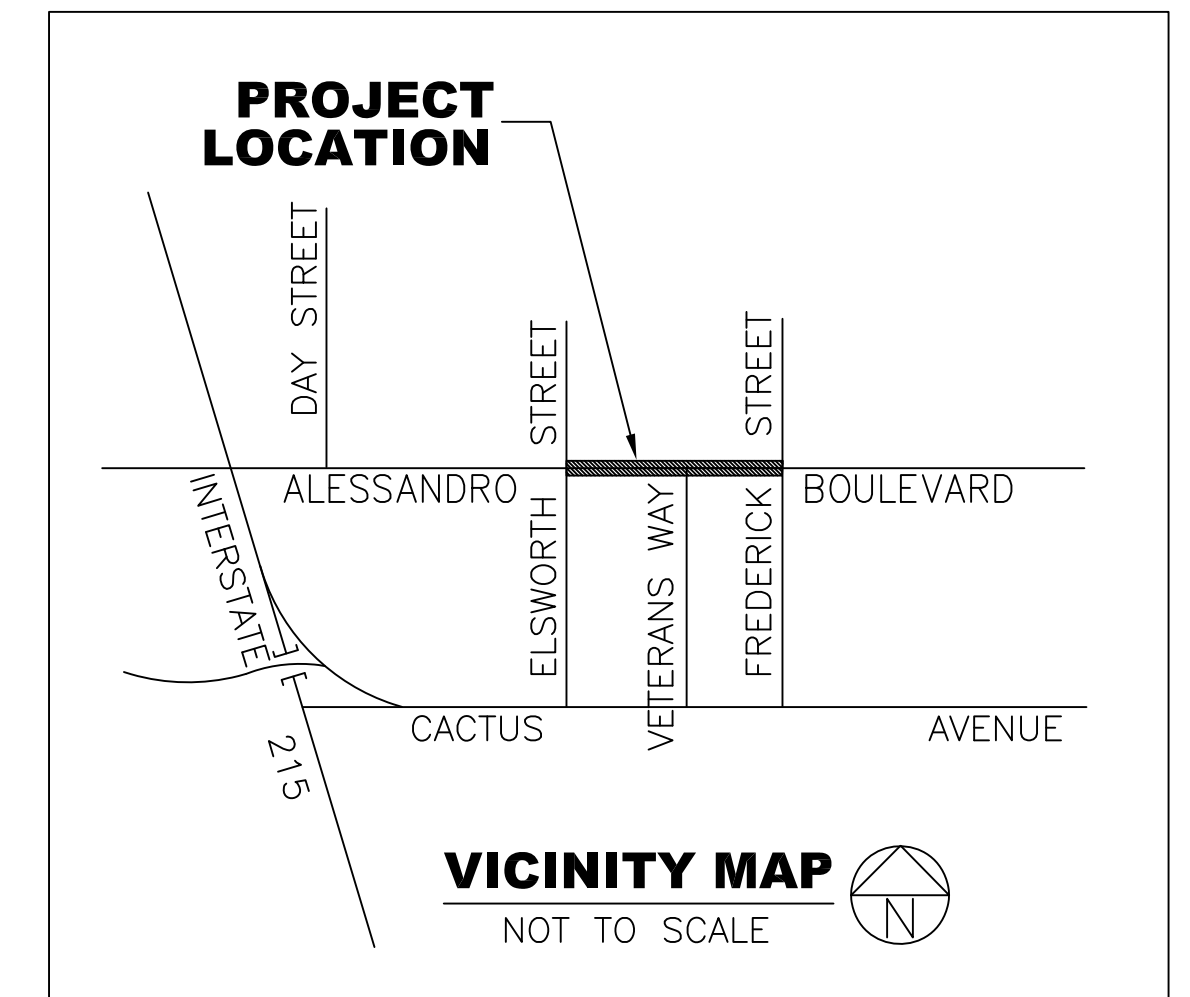 PROJECT
LOCATION
DAY STREET
STREET
STREET
ALESSANDRO
BOULEVARD
INTERSTATE
215
ELSWORTH
VETERANS WAY
FREDERICK
CACTUS
AVENUE
VICINITY MAP
NOT TO SCALE
N